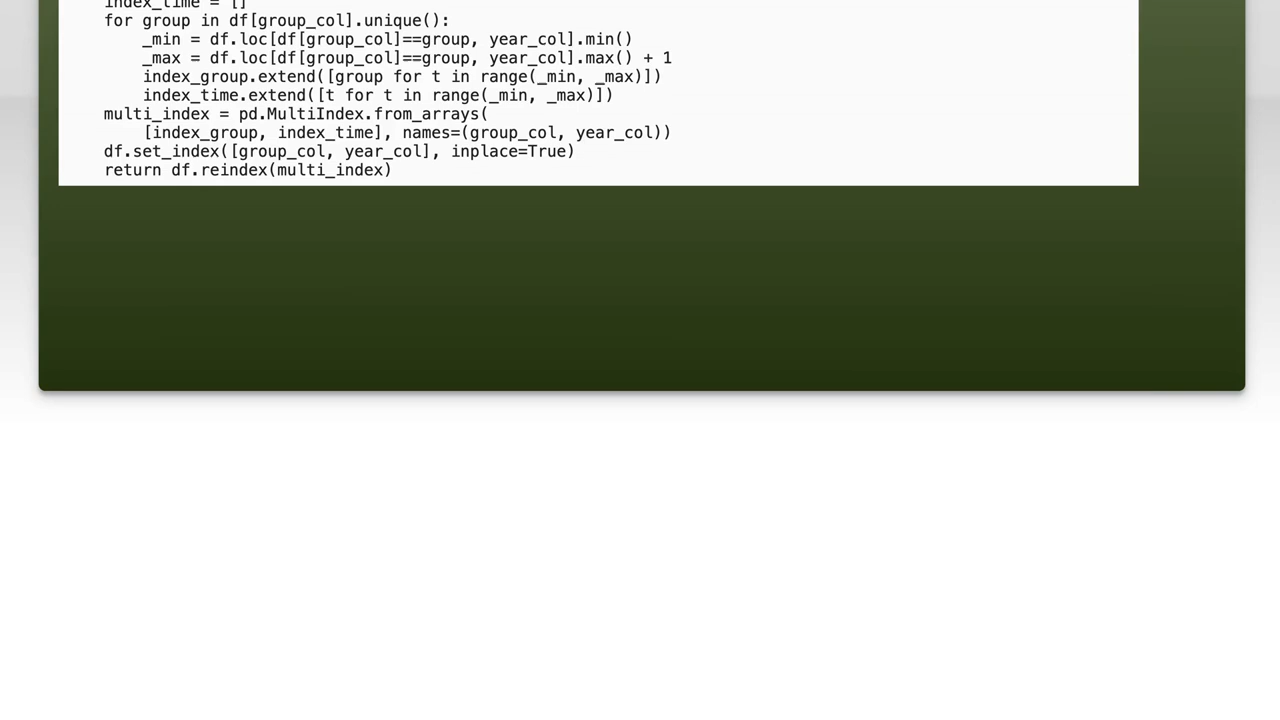 index_time = []
for group in df[group_col].unique():
    _min = df.loc[df[group_col]==group, year_col].min()
    _max = df.loc[df[group_col]==group, year_col].max() + 1
    index_group.extend([group for t in range(_min, _max)])
    index_time.extend([t for t in range(_min, _max)])
multi_index = pd.MultiIndex.from_arrays(
    [index_group, index_time], names=(group_col, year_col))
df.set_index([group_col, year_col], inplace=True)
return df.reindex(multi_index)